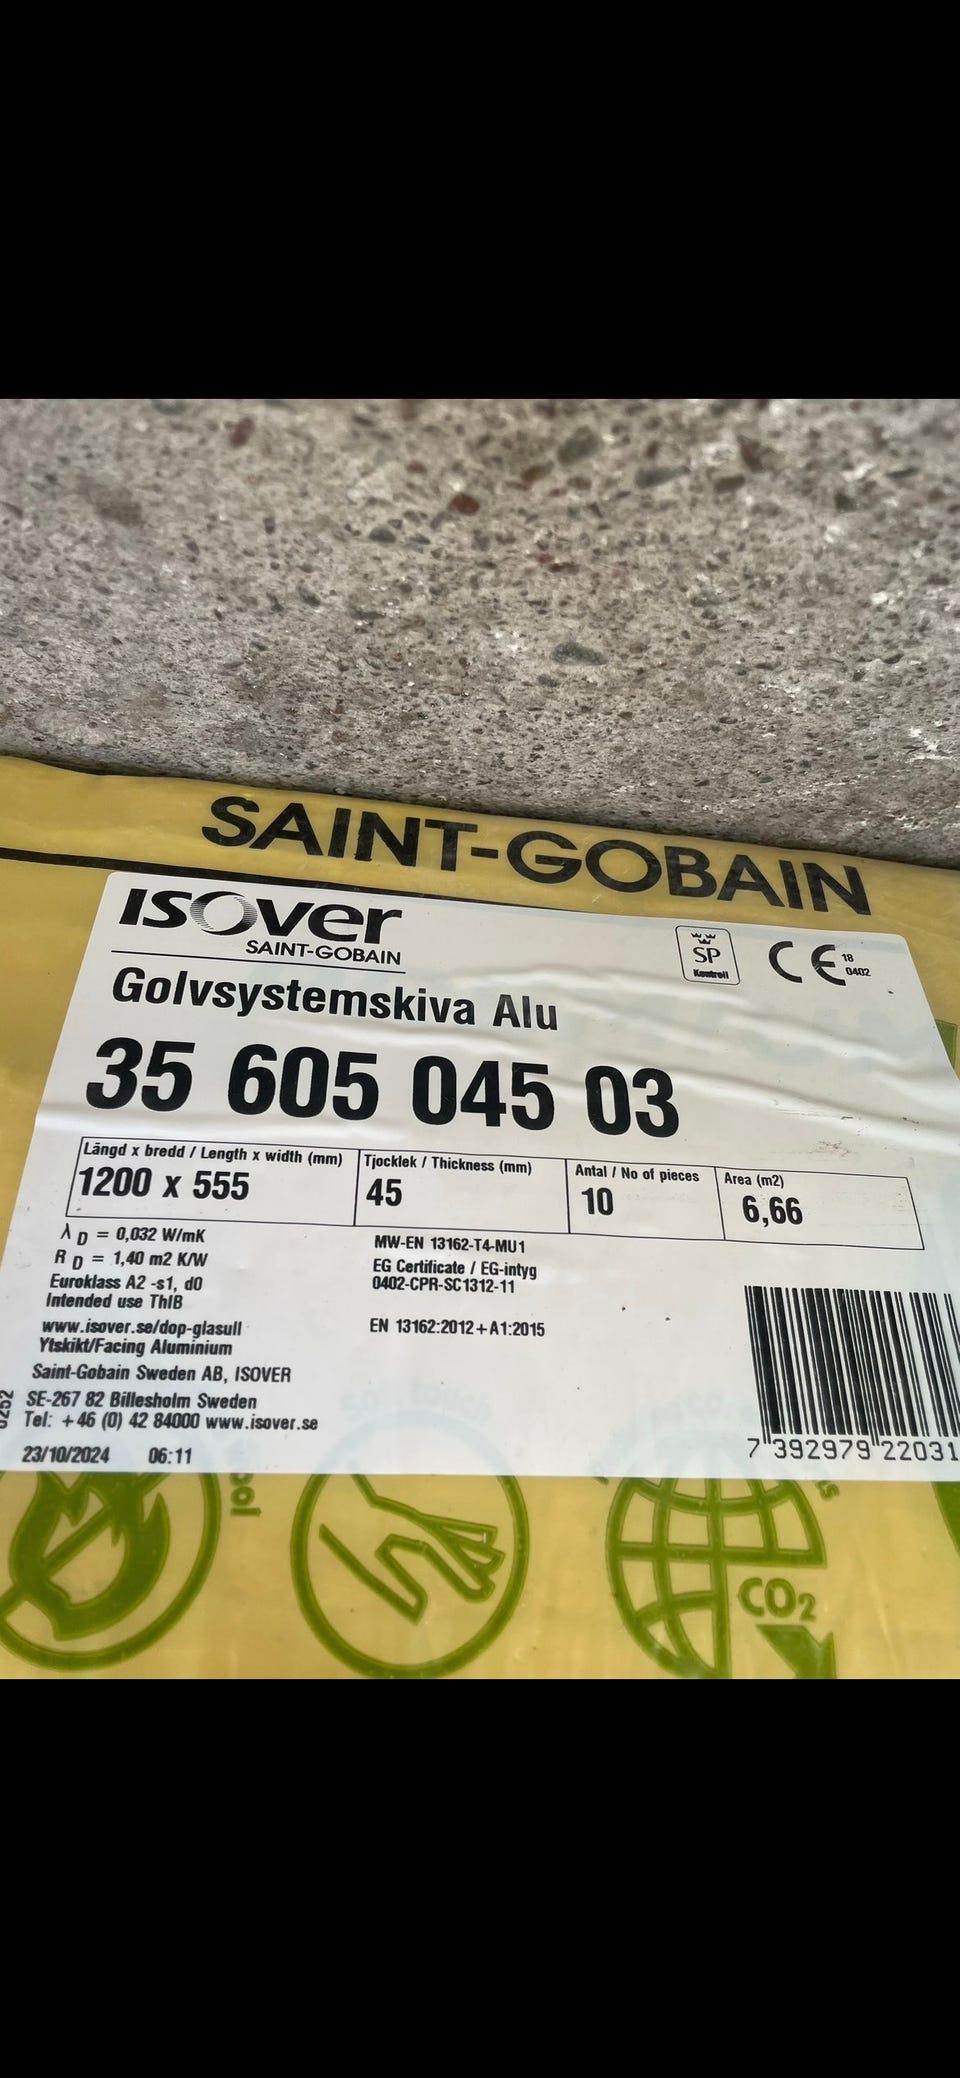 SAINT-GOBAIN
ISOver
SAINT-GOBAIN
SP
Kontroll
CE 18
0402
Golvsystemskiva Alu
35 605 045 03
Längd x bredd / Length x width (mm) Tjocklek / Thickness (mm) Antal / No of pieces Area (m2)
1200 x 555 45 10 6,66
λ D = 0,032 W/mK
R D = 1,40 m2 K/W
Euroklass A2 -s1, d0
Intended use ThIB
www.isover.se/dop-glasull
Ytskikt/Facing Aluminium
Saint-Gobain Sweden AB, ISOVER
SE-267 82 Billesholm Sweden
Tel: +46 (0) 42 84000 www.isover.se
23/10/2024 06:11
MW-EN 13162-T4-MU1
EG Certificate / EG-intyg
0402-CPR-SC1312-11
EN 13162:2012+A1:2015
7 392979 22031
CO2